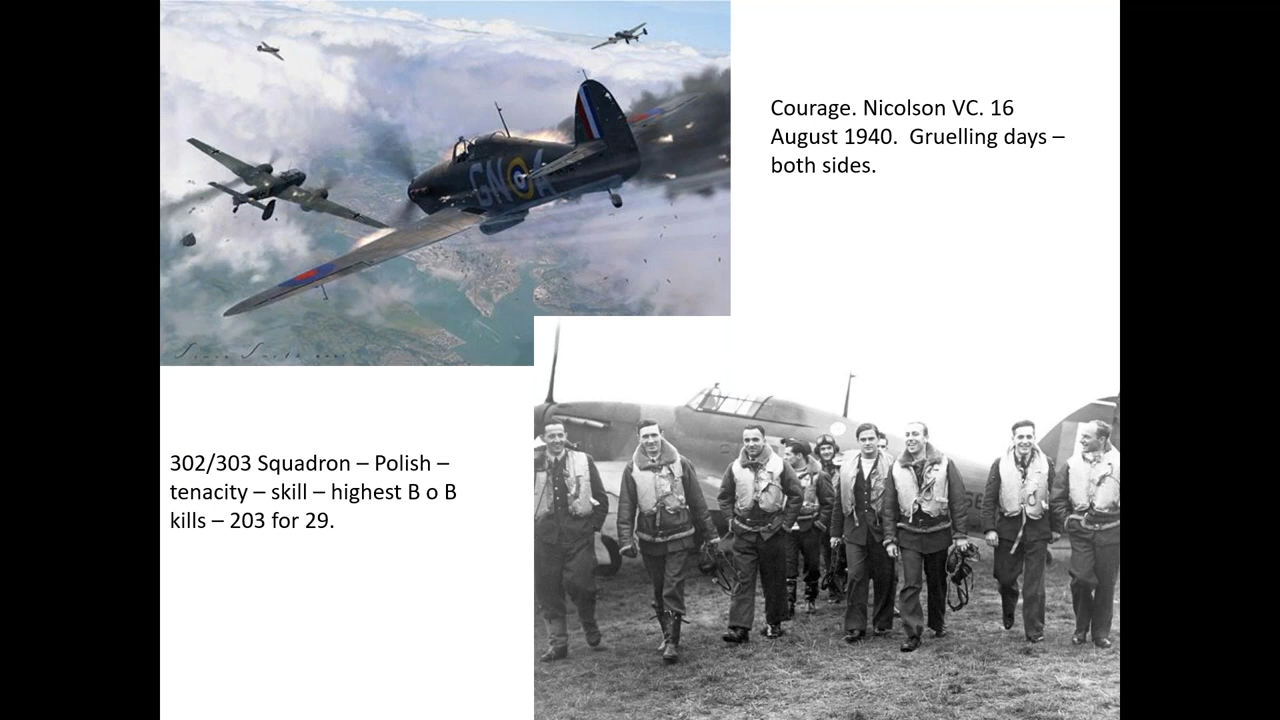 Courage. Nicolson VC. 16
August 1940.  Gruelling days –
both sides.
GN A
302/303 Squadron – Polish –
tenacity – skill – highest B o B
kills – 203 for 29.